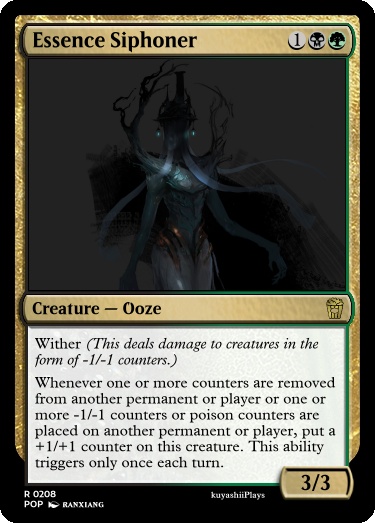 Essence Siphoner 1
Creature — Ooze
Wither (This deals damage to creatures in the
form of -1/-1 counters.)
Whenever one or more counters are removed
from another permanent or player or one or
more -1/-1 counters or poison counters are
placed on another permanent or player, put a
+1/+1 counter on this creature. This ability
triggers only once each turn.
3/3
R 0208
POP RANXIANG
kuyashiiPlays